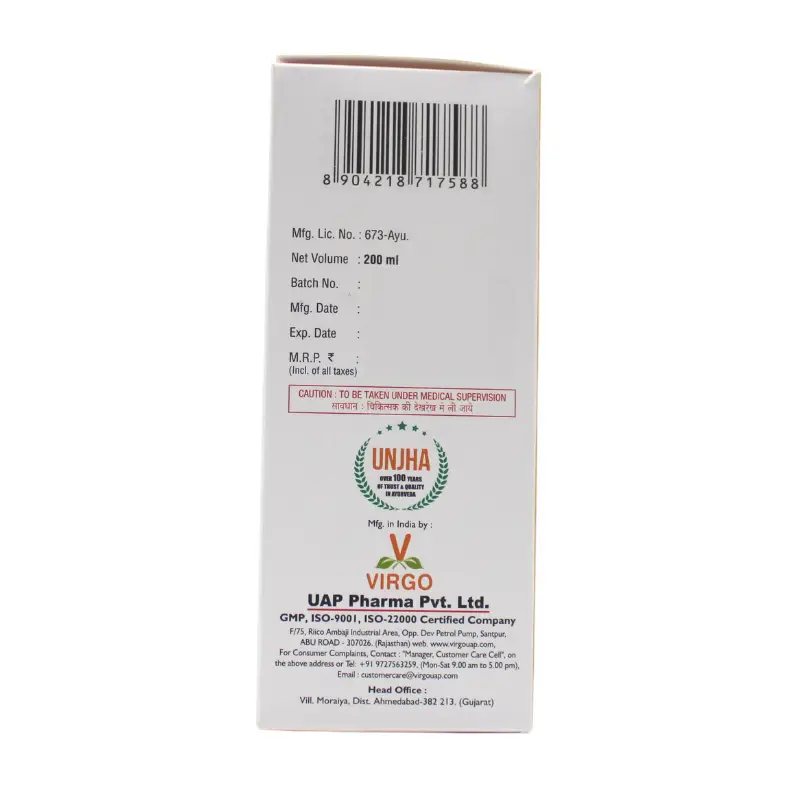 8 904218 717588
Mfg. Lic. No. : 673-Ayu.
Net Volume : 200 ml
Batch No. :
Mfg. Date :
Exp. Date :
M.R.P. ₹ :
(Incl. of all taxes)
CAUTION : TO BE TAKEN UNDER MEDICAL SUPERVISION
सावधान : चिकित्सक की देखरेख में ली जाये
UNJHA
OVER 100 YEARS
OF TRUST & QUALITY
IN AYURVEDA
Mfg. in India by :
VIRGO
UAP Pharma Pvt. Ltd.
GMP, ISO-9001, ISO-22000 Certified Company
F/75, Riico Ambaji Industrial Area, Opp. Dev Petrol Pump, Santpur,
ABU ROAD - 307026. (Rajasthan) web. www.virgouap.com,
For Consumer Complaints, Contact : "Manager, Customer Care Cell", on
the above address or Tel: +91 9727563259, (Mon-Sat 9.00 am to 5.00 pm),
Email : customercare@virgouap.com
Head Office :
Vill. Moraiya, Dist. Ahmedabad-382 213. (Gujarat)